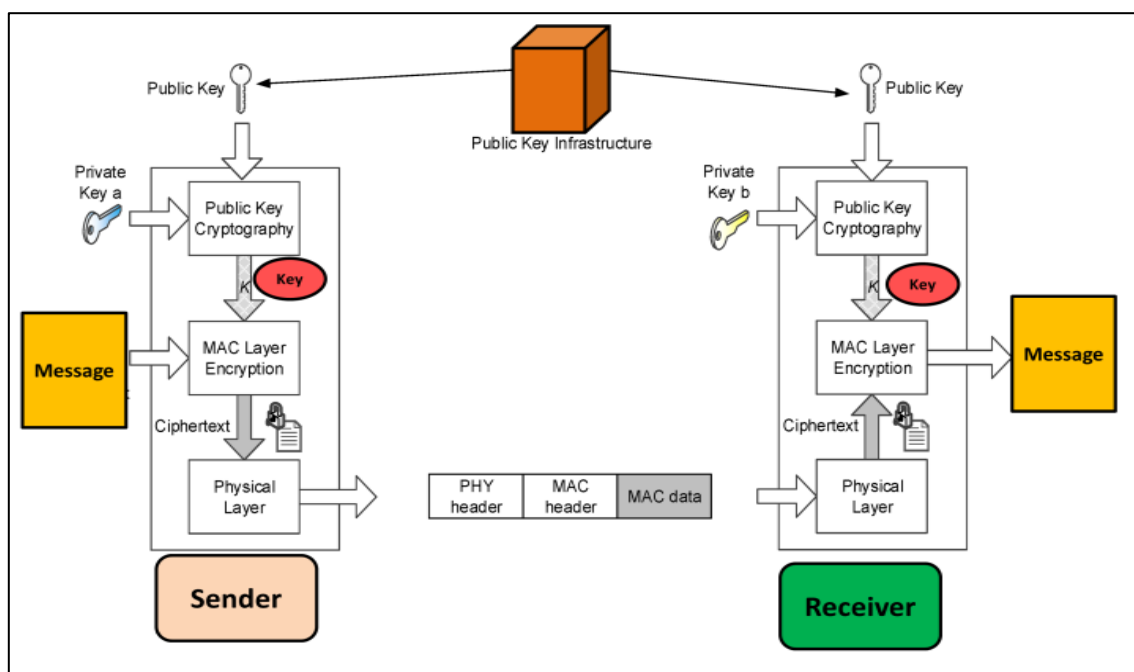 Public Key
Public Key
Public Key Infrastructure
Private
Key a
Private
Key b
Public Key
Cryptography
Public Key
Cryptography
K
Key
K
Key
Message
MAC Layer
Encryption
MAC Layer
Encryption
Message
Ciphertext
Ciphertext
Physical
Layer
PHY
header
MAC
header
MAC data
Physical
Layer
Sender
Receiver